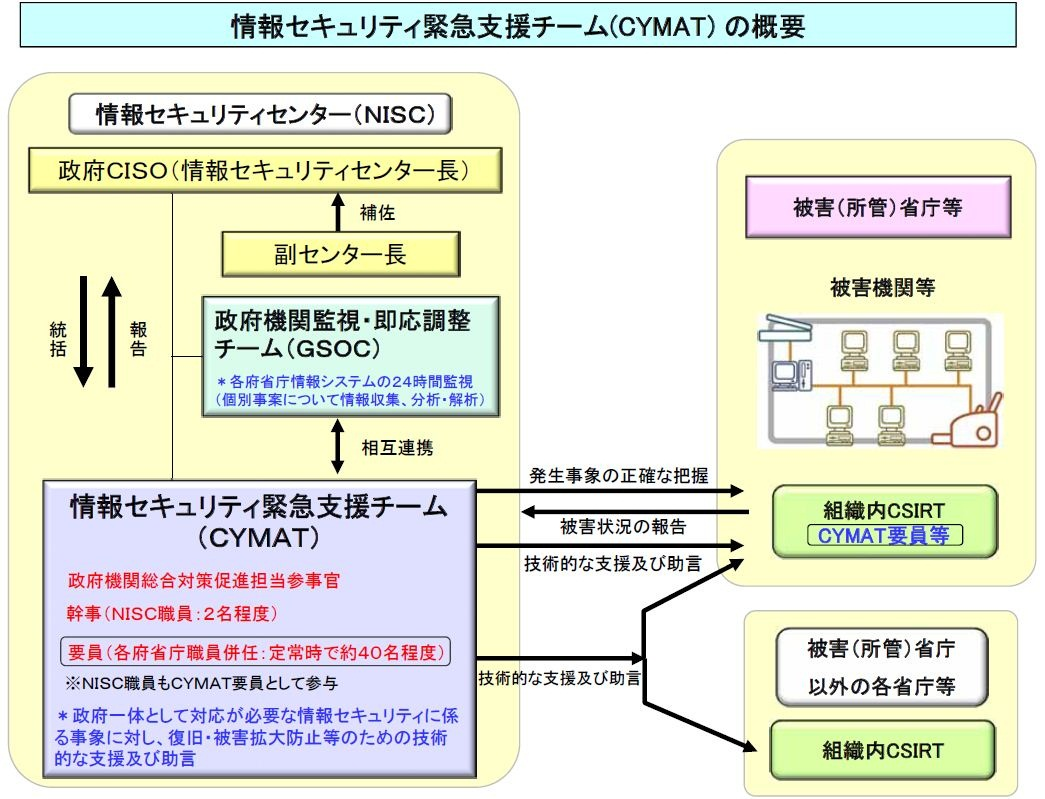 情報セキュリティ緊急支援チーム(CYMAT) の概要
情報セキュリティセンター(NISC)
政府CISO(情報セキュリティセンター長)
補佐
副センター長
統括
報告
政府機関監視・即応調整
チーム(GSOC)
*各府省庁情報システムの24時間監視
(個別事案について情報収集、分析・解析)
相互連携
情報セキュリティ緊急支援チーム
(CYMAT)
政府機関総合対策促進担当参事官
幹事(NISC職員:2名程度)
要員(各府省庁職員併任:定常時で約40名程度)
※NISC職員もCYMAT要員として参与
*政府一体として対応が必要な情報セキュリティに係
る事象に対し、復旧・被害拡大防止等のための技術
的な支援及び助言
発生事象の正確な把握
被害状況の報告
技術的な支援及び助言
技術的な支援及び助言
被害(所管)省庁等
被害機関等
組織内CSIRT
CYMAT要員等
被害(所管)省庁
以外の各省庁等
組織内CSIRT